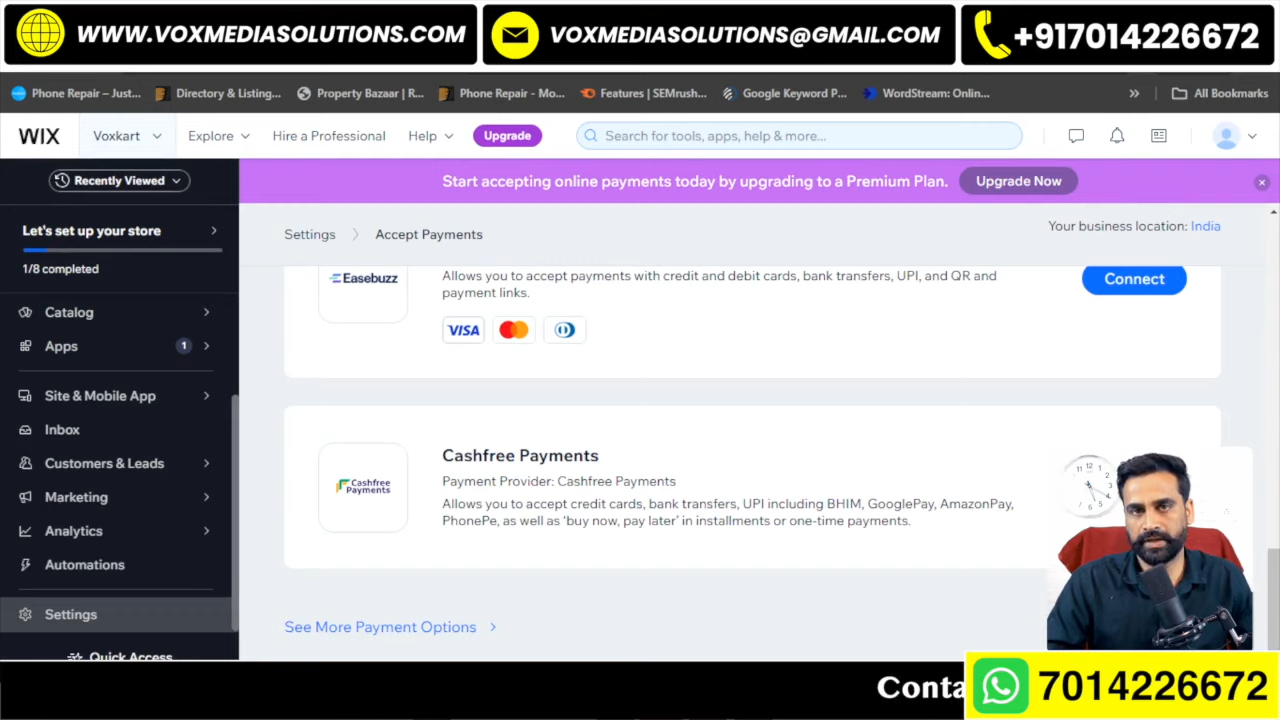 WWW.VOXMEDIASOLUTIONS.COM
VOXMEDIASOLUTIONS@GMAIL.COM
+917014226672
Phone Repair – Just...
Directory & Listing...
Property Bazaar | R...
Phone Repair - Mo...
Features | SEMrush...
Google Keyword P...
WordStream: Onlin...
»
All Bookmarks
WIX
Voxkart
Explore
Hire a Professional
Help
Upgrade
Search for tools, apps, help & more...
Recently Viewed
Start accepting online payments today by upgrading to a Premium Plan.
Upgrade Now
Let's set up your store
1/8 completed
Catalog
Apps
1
Site & Mobile App
Inbox
Customers & Leads
Marketing
Analytics
Automations
Settings
Quick Access
Settings
Accept Payments
Your business location: India
Easebuzz
Allows you to accept payments with credit and debit cards, bank transfers, UPI, and QR and
payment links.
Connect
VISA
Cashfree
Payments
Cashfree Payments
Payment Provider: Cashfree Payments
Allows you to accept credit cards, bank transfers, UPI including BHIM, GooglePay, AmazonPay,
PhonePe, as well as 'buy now, pay later' in installments or one-time payments.
See More Payment Options
Conta
7014226672